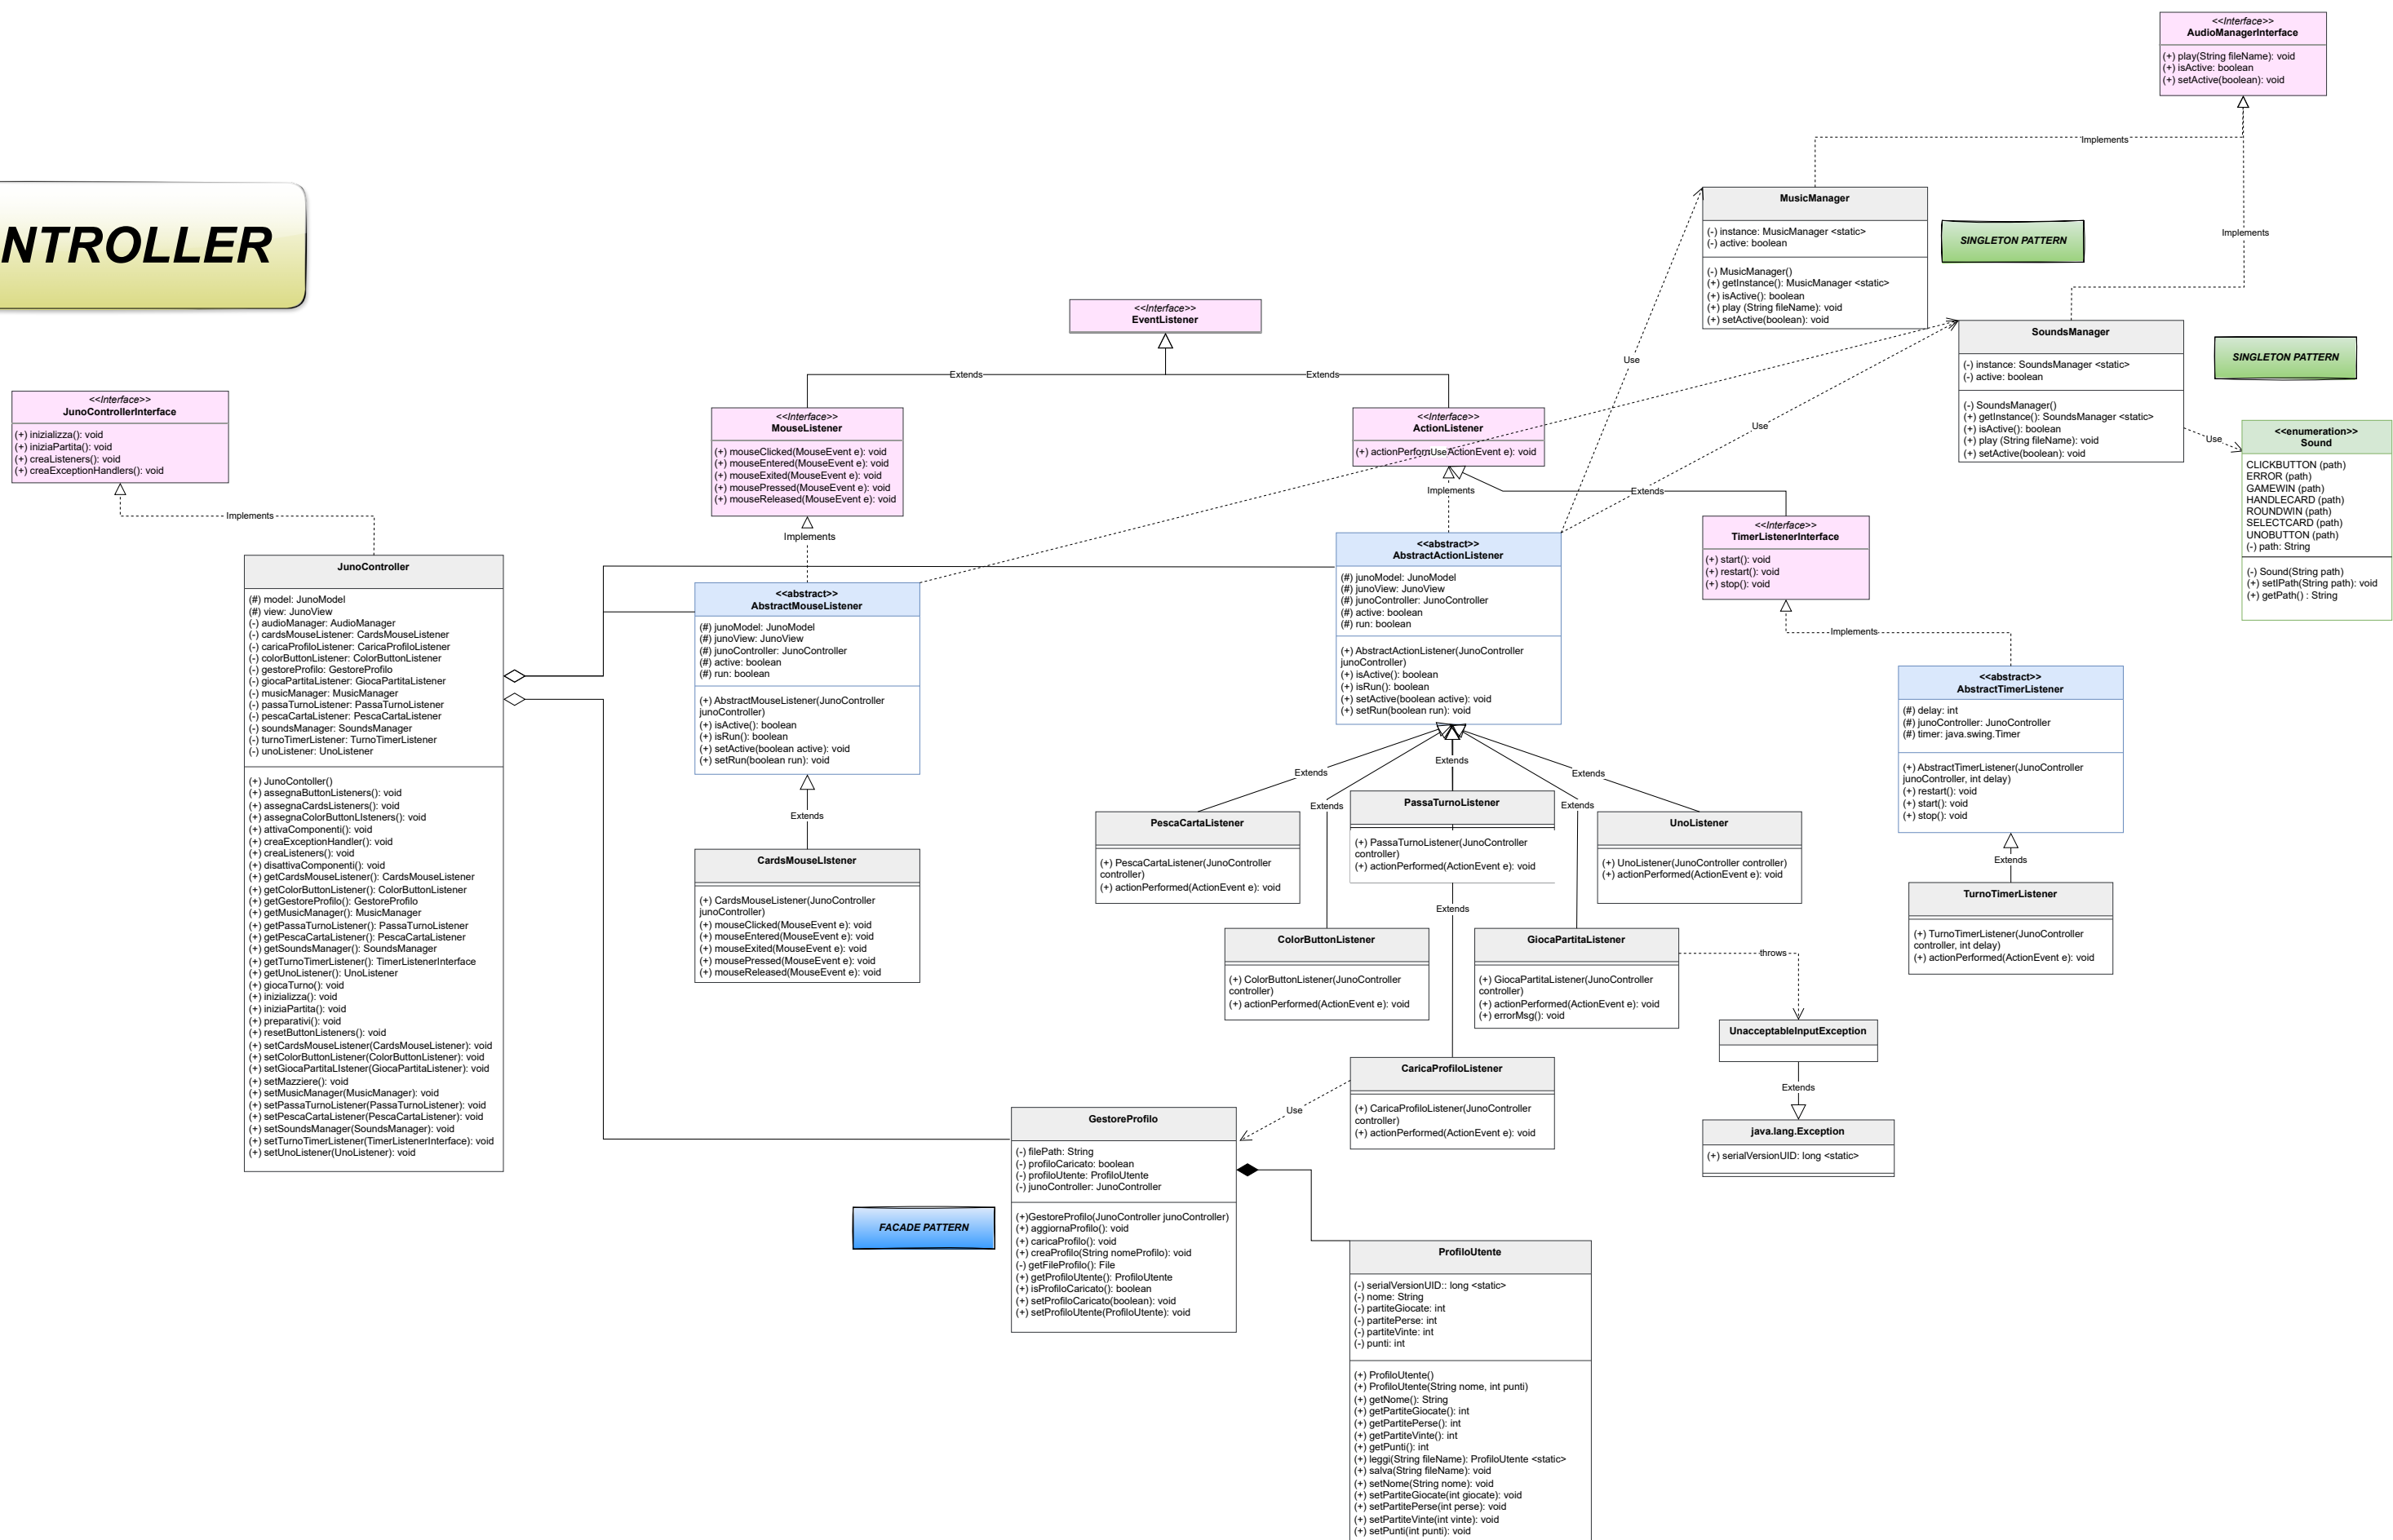 <<Interface>>
AudioManagerInterface
(+) play(String fileName): void
(+) isActive: boolean
(+) setActive(boolean): void
Implements
Implements
NTROLLER
MusicManager
(-) instance: MusicManager <static>
(-) active: boolean
(-) MusicManager()
(+) getInstance(): MusicManager <static>
(+) isActive(): boolean
(+) play (String fileName): void
(+) setActive(boolean): void
SINGLETON PATTERN
<<Interface>>
EventListener
Extends
Extends
Use
SoundsManager
(-) instance: SoundsManager <static>
(-) active: boolean
(-) SoundsManager()
(+) getInstance(): SoundsManager <static>
(+) isActive(): boolean
(+) play (String fileName): void
(+) setActive(boolean): void
SINGLETON PATTERN
Use
Use
<<enumeration>>
Sound
CLICKBUTTON (path)
ERROR (path)
GAMEWIN (path)
HANDLECARD (path)
ROUNDWIN (path)
SELECTCARD (path)
UNOBUTTON (path)
(-) path: String
(-) Sound(String path)
(+) setlPath(String path): void
(+) getPath() : String
<<Interface>>
JunoControllerInterface
(+) inizializza(): void
(+) iniziaPartita(): void
(+) creaListeners(): void
(+) creaExceptionHandlers(): void
Implements
<<Interface>>
MouseListener
(+) mouseClicked(MouseEvent e): void
(+) mouseEntered(MouseEvent e): void
(+) mouseExited(MouseEvent e): void
(+) mousePressed(MouseEvent e): void
(+) mouseReleased(MouseEvent e): void
Implements
<<Interface>>
ActionListener
(+) actionPerformUseActionEvent e): void
Implements
Extends
<<Interface>>
TimerListenerInterface
(+) start(): void
(+) restart(): void
(+) stop(): void
Implements
JunoController
(#) model: JunoModel
(#) view: JunoView
(-) audioManager: AudioManager
(-) cardsMouseListener: CardsMouseListener
(-) caricaProfiloListener: CaricaProfiloListener
(-) colorButtonListener: ColorButtonListener
(-) gestoreProfilo: GestoreProfilo
(-) giocaPartitaListener: GiocaPartitaListener
(-) musicManager: MusicManager
(-) passaTurnoListener: PassaTurnoListener
(-) pescaCartaListener: PescaCartaListener
(-) soundsManager: SoundsManager
(-) turnoTimerListener: TurnoTimerListener
(-) unoListener: UnoListener
(+) JunoContoller()
(+) assegnaButtonListeners(): void
(+) assegnaCardsListeners(): void
(+) assegnaColorButtonLIsteners(): void
(+) attivaComponenti(): void
(+) creaExceptionHandler(): void
(+) creaListeners(): void
(+) disattivaComponenti(): void
(+) getCardsMouseListener(): CardsMouseListener
(+) getColorButtonListener(): ColorButtonListener
(+) getGestoreProfilo(): GestoreProfilo
(+) getMusicManager(): MusicManager
(+) getPassaTurnoListener(): PassaTurnoListener
(+) getPescaCartaListener(): PescaCartaListener
(+) getSoundsManager(): SoundsManager
(+) getTurnoTimerListener(): TimerListenerInterface
(+) getUnoListener(): UnoListener
(+) giocaTurno(): void
(+) inizializza(): void
(+) iniziaPartita(): void
(+) preparativi(): void
(+) resetButtonListeners(): void
(+) setCardsMouseListener(CardsMouseListener): void
(+) setColorButtonListener(ColorButtonListener): void
(+) setGiocaPartitaLIstener(GiocaPartitaListener): void
(+) setMazziere(): void
(+) setMusicManager(MusicManager): void
(+) setPassaTurnoListener(PassaTurnoListener): void
(+) setPescaCartaListener(PescaCartaListener): void
(+) setSoundsManager(SoundsManager): void
(+) setTurnoTimerListener(TimerListenerInterface): void
(+) setUnoListener(UnoListener): void
<<abstract>>
AbstractMouseListener
(#) junoModel: JunoModel
(#) junoView: JunoView
(#) junoController: JunoController
(#) active: boolean
(#) run: boolean
(+) AbstractMouseListener(JunoController
junoController)
(+) isActive(): boolean
(+) isRun(): boolean
(+) setActive(boolean active): void
(+) setRun(boolean run): void
Extends
CardsMouseLIstener
(+) CardsMouseListener(JunoController
junoController)
(+) mouseClicked(MouseEvent e): void
(+) mouseEntered(MouseEvent e): void
(+) mouseExited(MouseEvent e): void
(+) mousePressed(MouseEvent e): void
(+) mouseReleased(MouseEvent e): void
<<abstract>>
AbstractActionListener
(#) junoModel: JunoModel
(#) junoView: JunoView
(#) junoController: JunoController
(#) active: boolean
(#) run: boolean
(+) AbstractActionListener(JunoController
junoController)
(+) isActive(): boolean
(+) isRun(): boolean
(+) setActive(boolean active): void
(+) setRun(boolean run): void
Extends
Extends
Extends
Extends
Extends
PescaCartaListener
(+) PescaCartaListener(JunoController
controller)
(+) actionPerformed(ActionEvent e): void
PassaTurnoListener
(+) PassaTurnoListener(JunoController
controller)
(+) actionPerformed(ActionEvent e): void
UnoListener
(+) UnoListener(JunoController controller)
(+) actionPerformed(ActionEvent e): void
Extends
ColorButtonListener
(+) ColorButtonListener(JunoController
controller)
(+) actionPerformed(ActionEvent e): void
GiocaPartitaListener
(+) GiocaPartitaListener(JunoController
controller)
(+) actionPerformed(ActionEvent e): void
(+) errorMsg(): void
throws
<<abstract>>
AbstractTimerListener
(#) delay: int
(#) junoController: JunoController
(#) timer: java.swing.Timer
(+) AbstractTimerListener(JunoController
junoController, int delay)
(+) restart(): void
(+) start(): void
(+) stop(): void
Extends
TurnoTimerListener
(+) TurnoTimerListener(JunoController
controller, int delay)
(+) actionPerformed(ActionEvent e): void
UnacceptableInputException
Extends
java.lang.Exception
(+) serialVersionUID: long <static>
CaricaProfiloListener
(+) CaricaProfiloListener(JunoController
controller)
(+) actionPerformed(ActionEvent e): void
Use
GestoreProfilo
(-) filePath: String
(-) profiloCaricato: boolean
(-) profiloUtente: ProfiloUtente
(-) junoController: JunoController
(+)GestoreProfilo(JunoController junoController)
(+) aggiornaProfilo(): void
(+) caricaProfilo(): void
(+) creaProfilo(String nomeProfilo): void
(-) getFileProfilo(): File
(+) getProfiloUtente(): ProfiloUtente
(+) isProfiloCaricato(): boolean
(+) setProfiloCaricato(boolean): void
(+) setProfiloUtente(ProfiloUtente): void
FACADE PATTERN
ProfiloUtente
(-) serialVersionUID:: long <static>
(-) nome: String
(-) partiteGiocate: int
(-) partitePerse: int
(-) partiteVinte: int
(-) punti: int
(+) ProfiloUtente()
(+) ProfiloUtente(String nome, int punti)
(+) getNome(): String
(+) getPartiteGiocate(): int
(+) getPartitePerse(): int
(+) getPartiteVinte(): int
(+) getPunti(): int
(+) leggi(String fileName): ProfiloUtente <static>
(+) salva(String fileName): void
(+) setNome(String nome): void
(+) setPartiteGiocate(int giocate): void
(+) setPartitePerse(int perse): void
(+) setPartiteVinte(int vinte): void
(+) setPunti(int punti): void